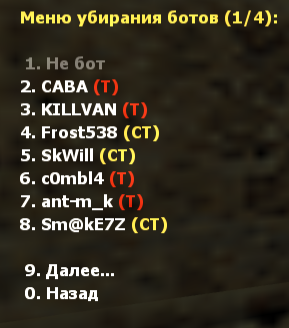 Меню убирания ботов (1/4):
1. Не бот
2. CABA (T)
3. KILLVAN (T)
4. Frost538 (CT)
5. SkWill (CT)
6. c0mbl4 (T)
7. ant-m_k (T)
8. Sm@kE7Z (CT)
9. Далее...
0. Назад